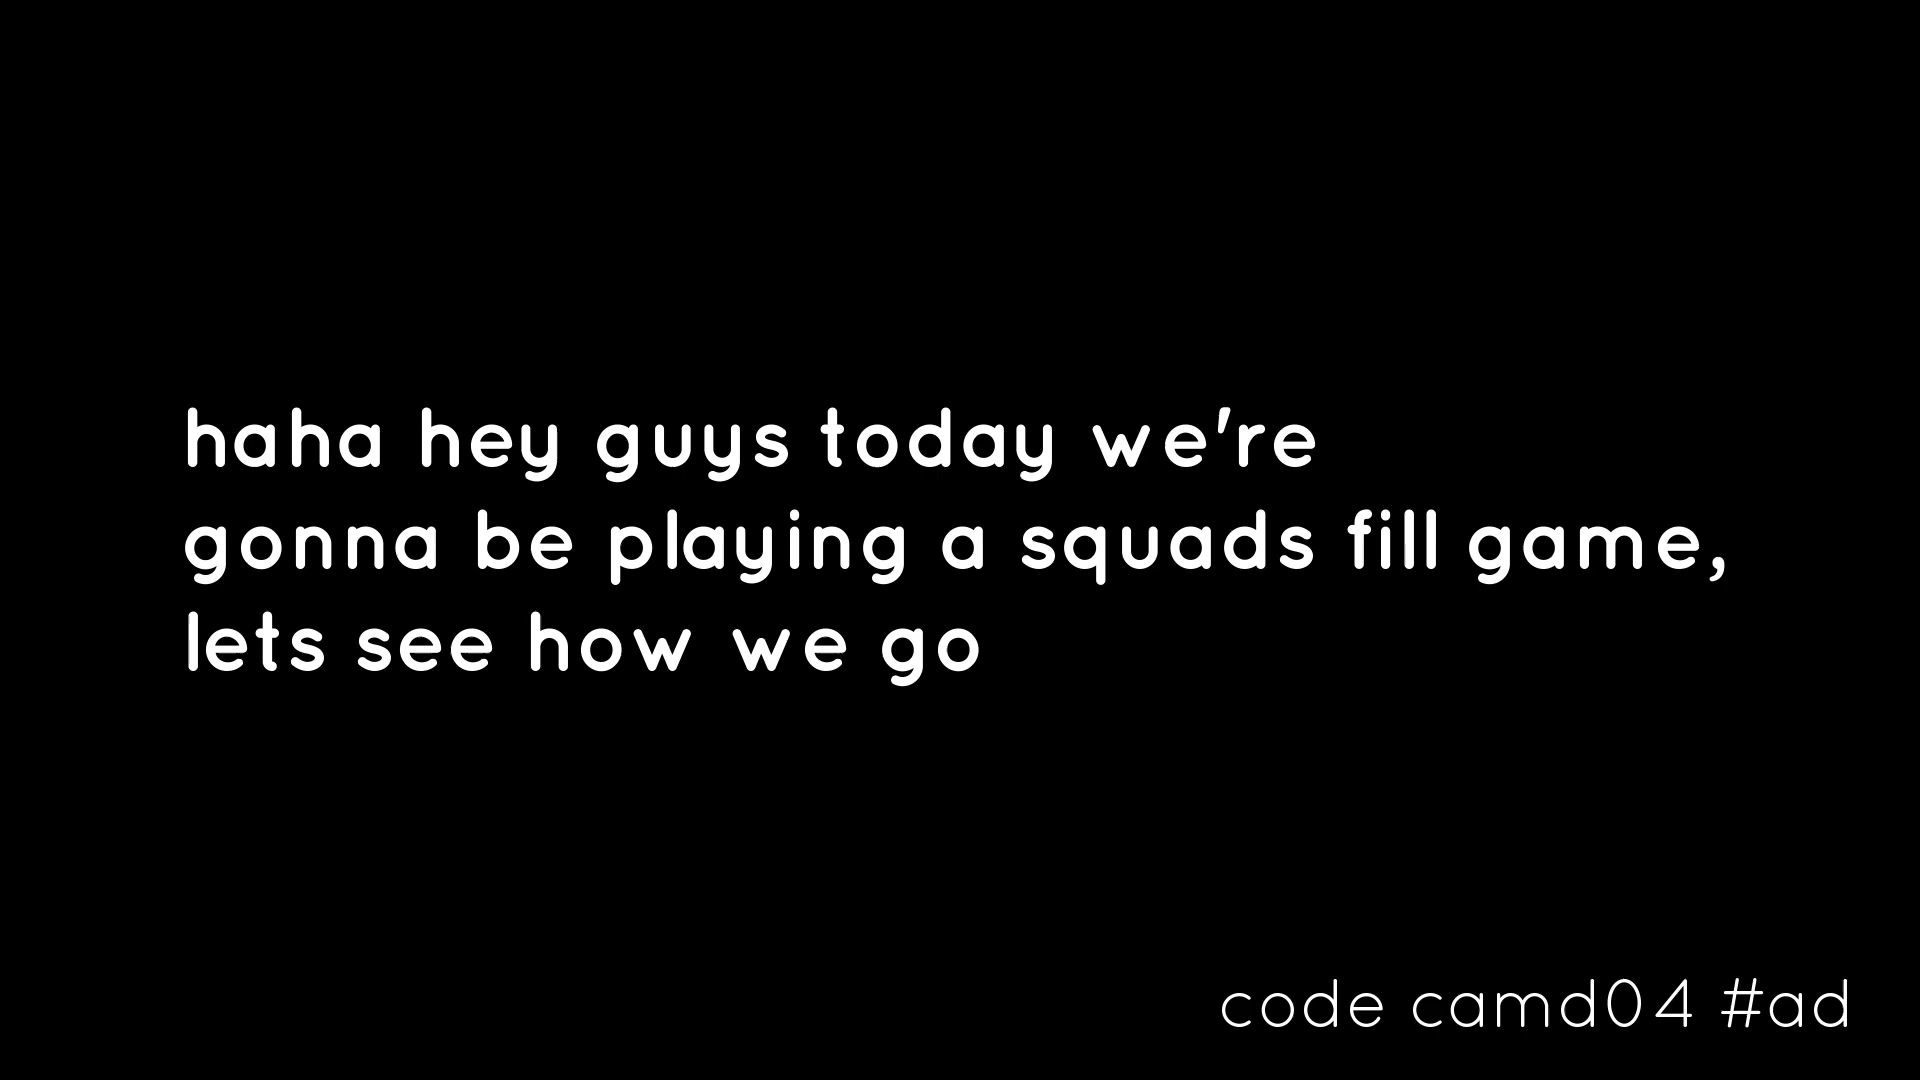 haha hey guys today we're
gonna be playing a squads fill game,
lets see how we go
code camd04 #ad